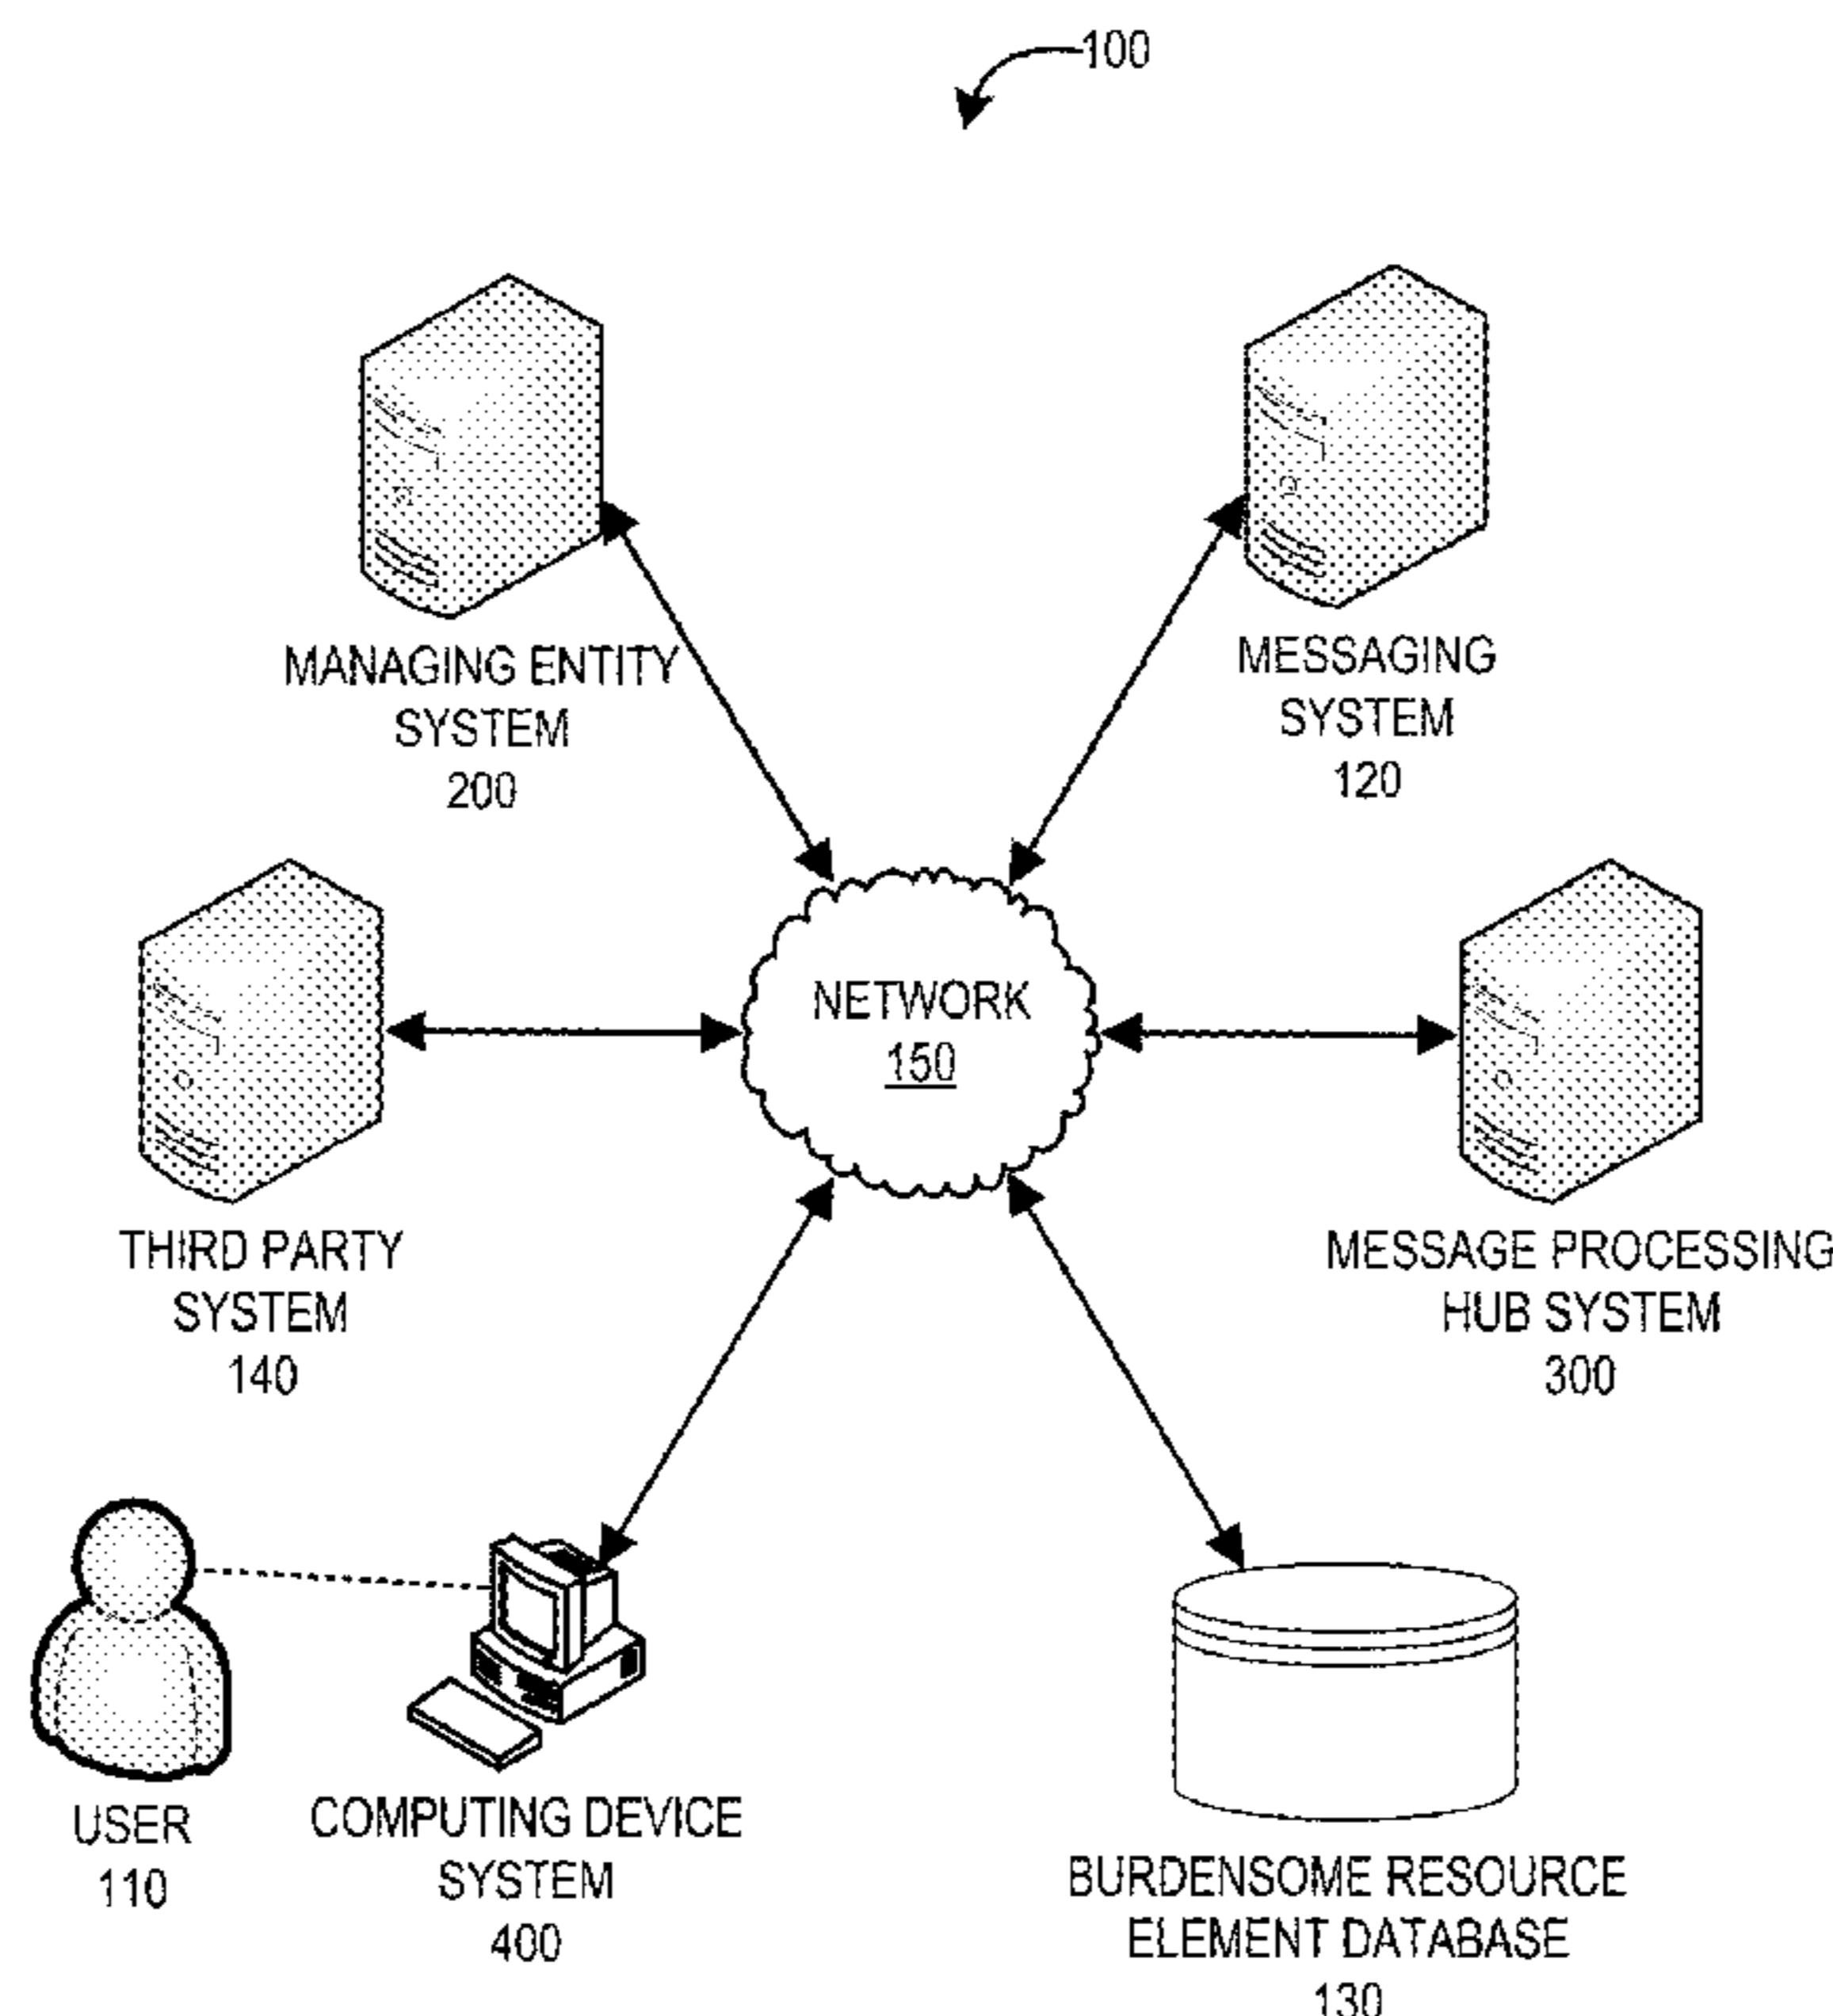 100
MANAGING ENTITY
SYSTEM
200
MESSAGING
SYSTEM
120
NETWORK
150
THIRD PARTY
SYSTEM
140
MESSAGE PROCESSING
HUB SYSTEM
300
USER
110
COMPUTING DEVICE
SYSTEM
400
BURDENSOME RESOURCE
ELEMENT DATABASE
130